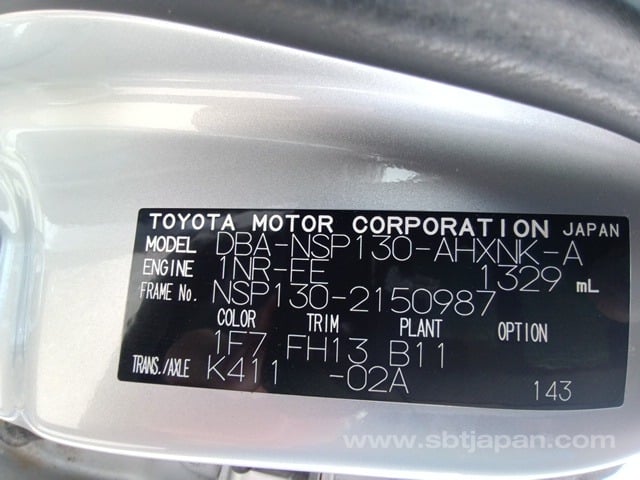 TOYOTA MOTOR CORPORATION JAPAN
MODEL DBA-NSP130-AHXNK-A
ENGINE 1NR-FE 1329 mL
FRAME No. NSP130-2150987
COLOR TRIM PLANT OPTION
1F7 FH13 B11
TRANS./AXLE K411 -02A 143
www.sbtjapan.com